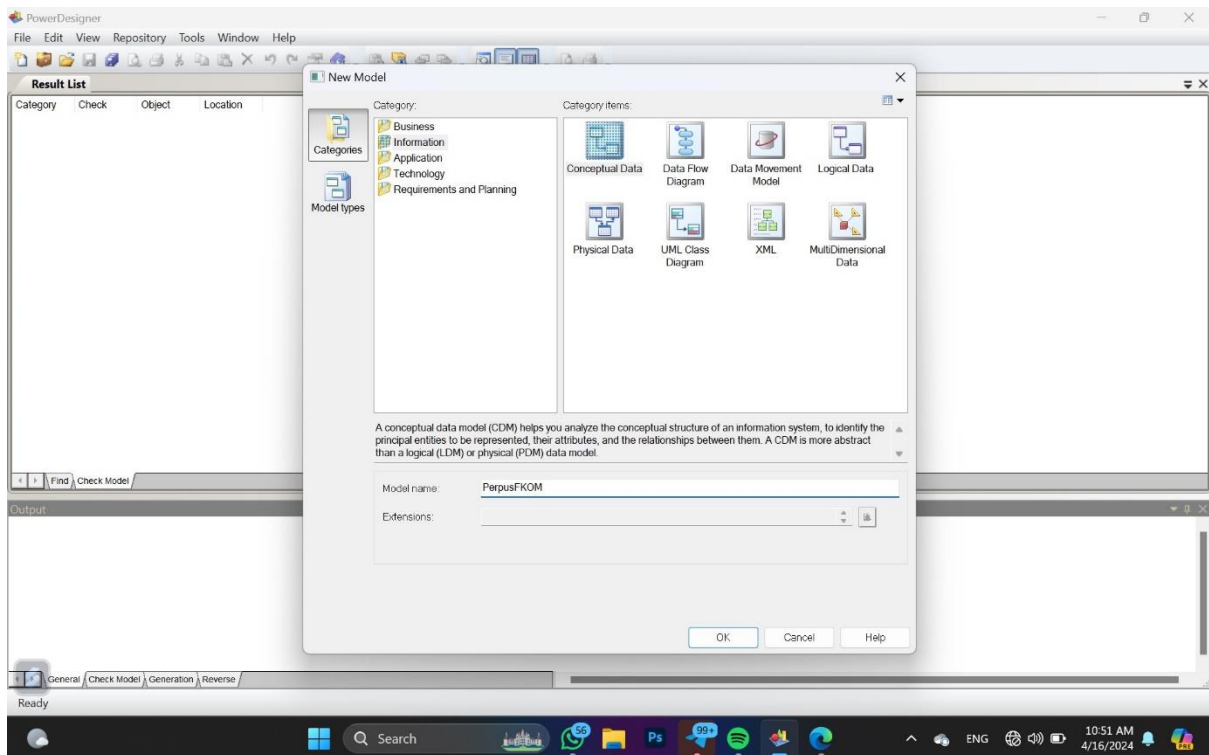 PowerDesigner
File Edit View Repository Tools Window Help
Result List
Category Check Object Location
New Model
Categories
Model types
Category:
Business
Information
Application
Technology
Requirements and Planning
Category items:
Conceptual Data
Data Flow
Diagram
Data Movement
Model
Logical Data
Physical Data
UML Class
Diagram
XML
MultiDimensional
Data
A conceptual data model (CDM) helps you analyze the conceptual structure of an information system, to identify the
principal entities to be represented, their attributes, and the relationships between them. A CDM is more abstract
than a logical (LDM) or physical (PDM) data model.
Model name: PerpusFKOM
Extensions:
OK Cancel Help
Find Check Model
Output
General Check Model Generation Reverse
Ready
Search
56
Ps
99+
ENG
10:51 AM
4/16/2024
PRE